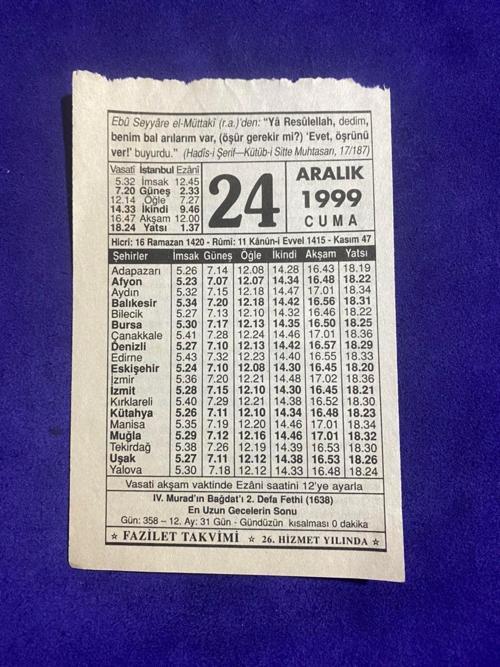 Ebû Seyyâre el-Müttakî (r.a.)'den: "Yâ Resûlellah, dedim,
benim bal arılarım var, (öşür gerekir mi?) 'Evet, öşrünü
ver!' buyurdu." (Hadîs-i Şerif—Kütüb-i Sitte Muhtasarı, 17/187)
Vasatî İstanbul Ezânî
5.32 İmsak 12.45
7.20 Güneş 2.33
12.14 Öğle 7.27
14.33 İkindi 9.46
16.47 Akşam 12.00
18.24 Yatsı 1.37
24
ARALIK
1999
CUMA
Hicrî: 16 Ramazan 1420 - Rûmî: 11 Kânûn-i Evvel 1415 - Kasım 47
Şehirler İmsak Güneş Öğle İkindi Akşam Yatsı
Adapazarı 5.26 7.14 12.08 14.28 16.43 18.19
Afyon 5.23 7.07 12.07 14.34 16.48 18.22
Aydın 5.32 7.15 12.18 14.47 17.01 18.34
Balıkesir 5.34 7.20 12.18 14.42 16.56 18.31
Bilecik 5.27 7.13 12.10 14.32 16.46 18.22
Bursa 5.30 7.17 12.13 14.35 16.50 18.25
Çanakkale 5.41 7.28 12.24 14.46 17.01 18.36
Denizli 5.27 7.10 12.13 14.42 16.57 18.29
Edirne 5.43 7.32 12.23 14.40 16.55 18.33
Eskişehir 5.24 7.10 12.08 14.30 16.45 18.20
İzmir 5.36 7.20 12.21 14.48 17.02 18.36
İzmit 5.28 7.15 12.10 14.30 16.45 18.21
Kırklareli 5.40 7.29 12.21 14.38 16.52 18.30
Kütahya 5.26 7.11 12.10 14.34 16.48 18.23
Manisa 5.35 7.19 12.20 14.46 17.01 18.34
Muğla 5.29 7.12 12.16 14.46 17.01 18.32
Tekirdağ 5.38 7.26 12.19 14.39 16.53 18.30
Uşak 5.27 7.11 12.12 14.38 16.53 18.26
Yalova 5.30 7.18 12.12 14.33 16.48 18.24
Vasati akşam vaktinde Ezâni saatini 12'ye ayarla
IV. Murad'ın Bağdat'ı 2. Defa Fethi (1638)
En Uzun Gecelerin Sonu
Gün: 358 – 12. Ay: 31 Gün - Gündüzün kısalması 0 dakika
☆ FAZİLET TAKVİMİ ☆ 26. HİZMET YILINDA ☆